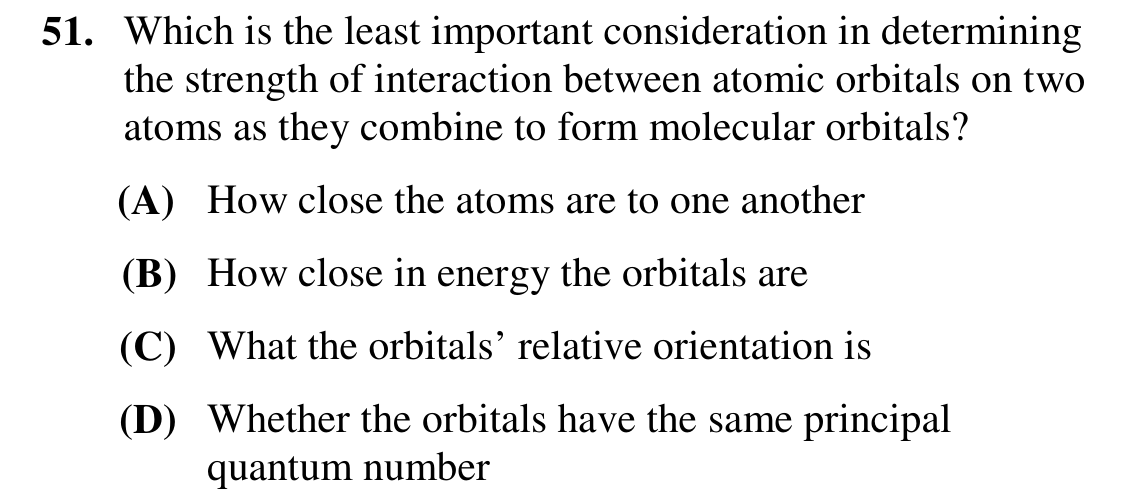 51. Which is the least important consideration in determining
the strength of interaction between atomic orbitals on two
atoms as they combine to form molecular orbitals?
(A) How close the atoms are to one another
(B) How close in energy the orbitals are
(C) What the orbitals’ relative orientation is
(D) Whether the orbitals have the same principal
quantum number